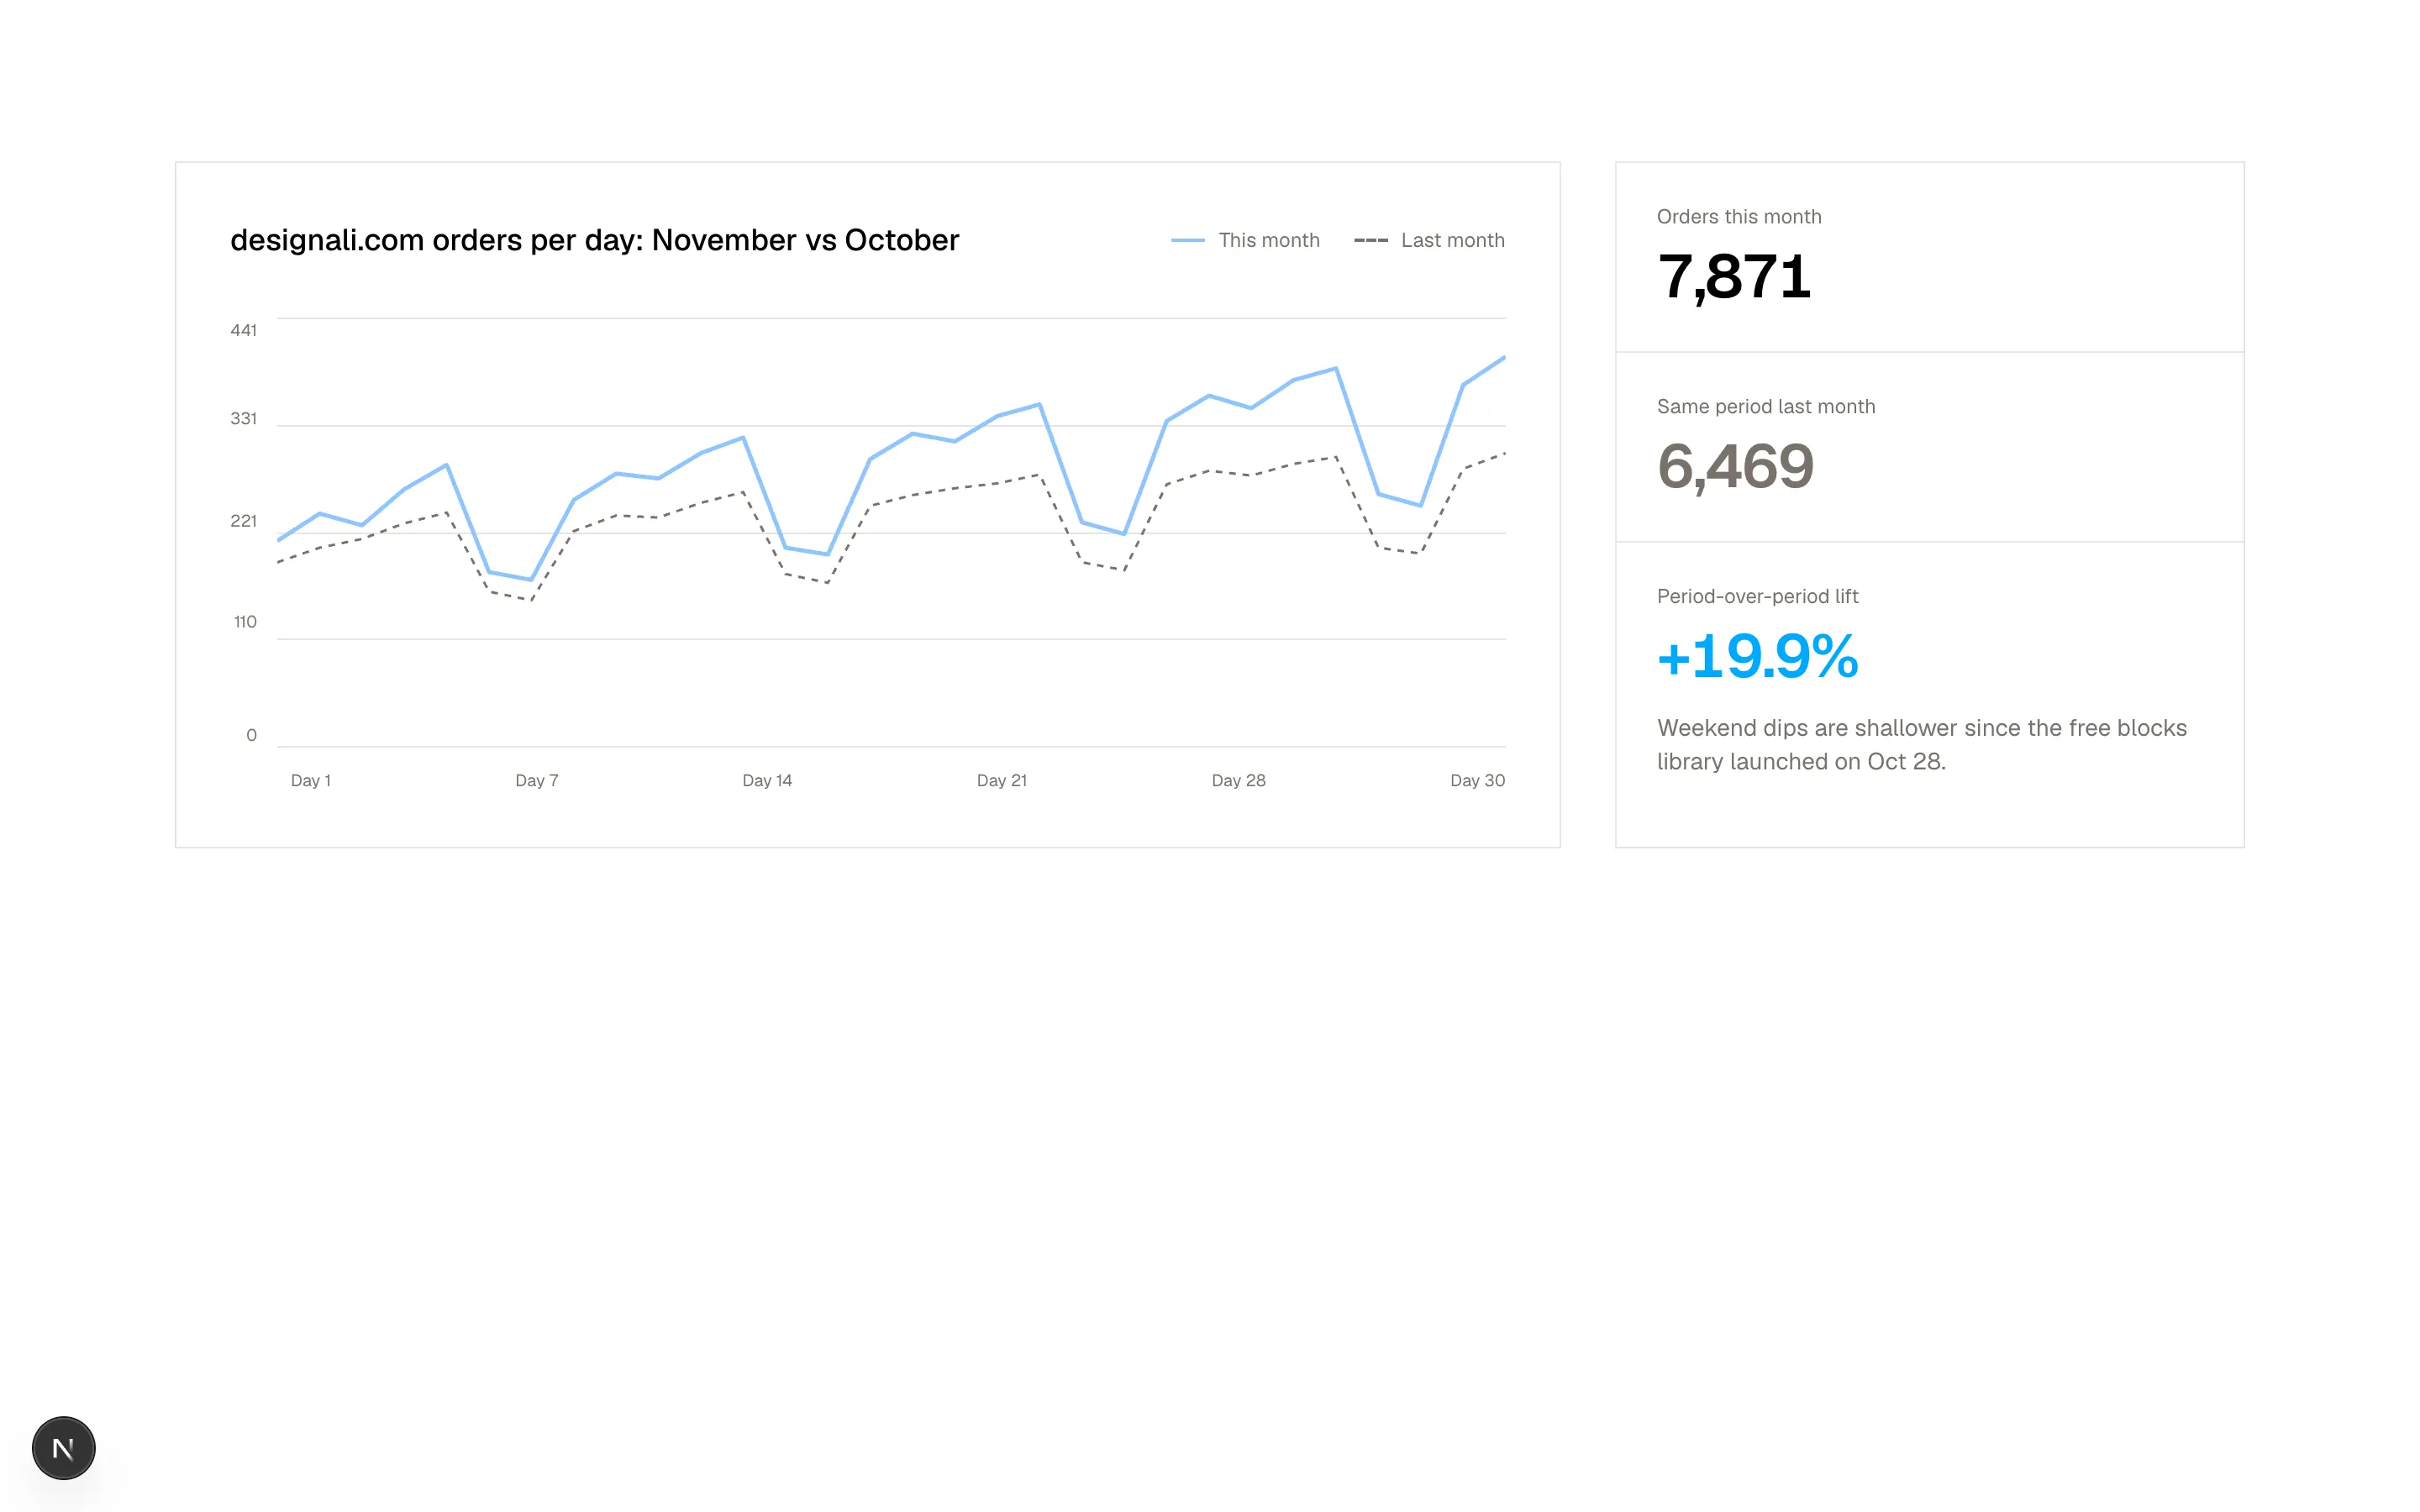 designali.com orders per day: November vs October
This month
Last month
441
331
221
110
0
Day 1
Day 7
Day 14
Day 21
Day 28
Day 30
Orders this month
7,871
Same period last month
6,469
Period-over-period lift
+19.9%
Weekend dips are shallower since the free blocks
library launched on Oct 28.
N